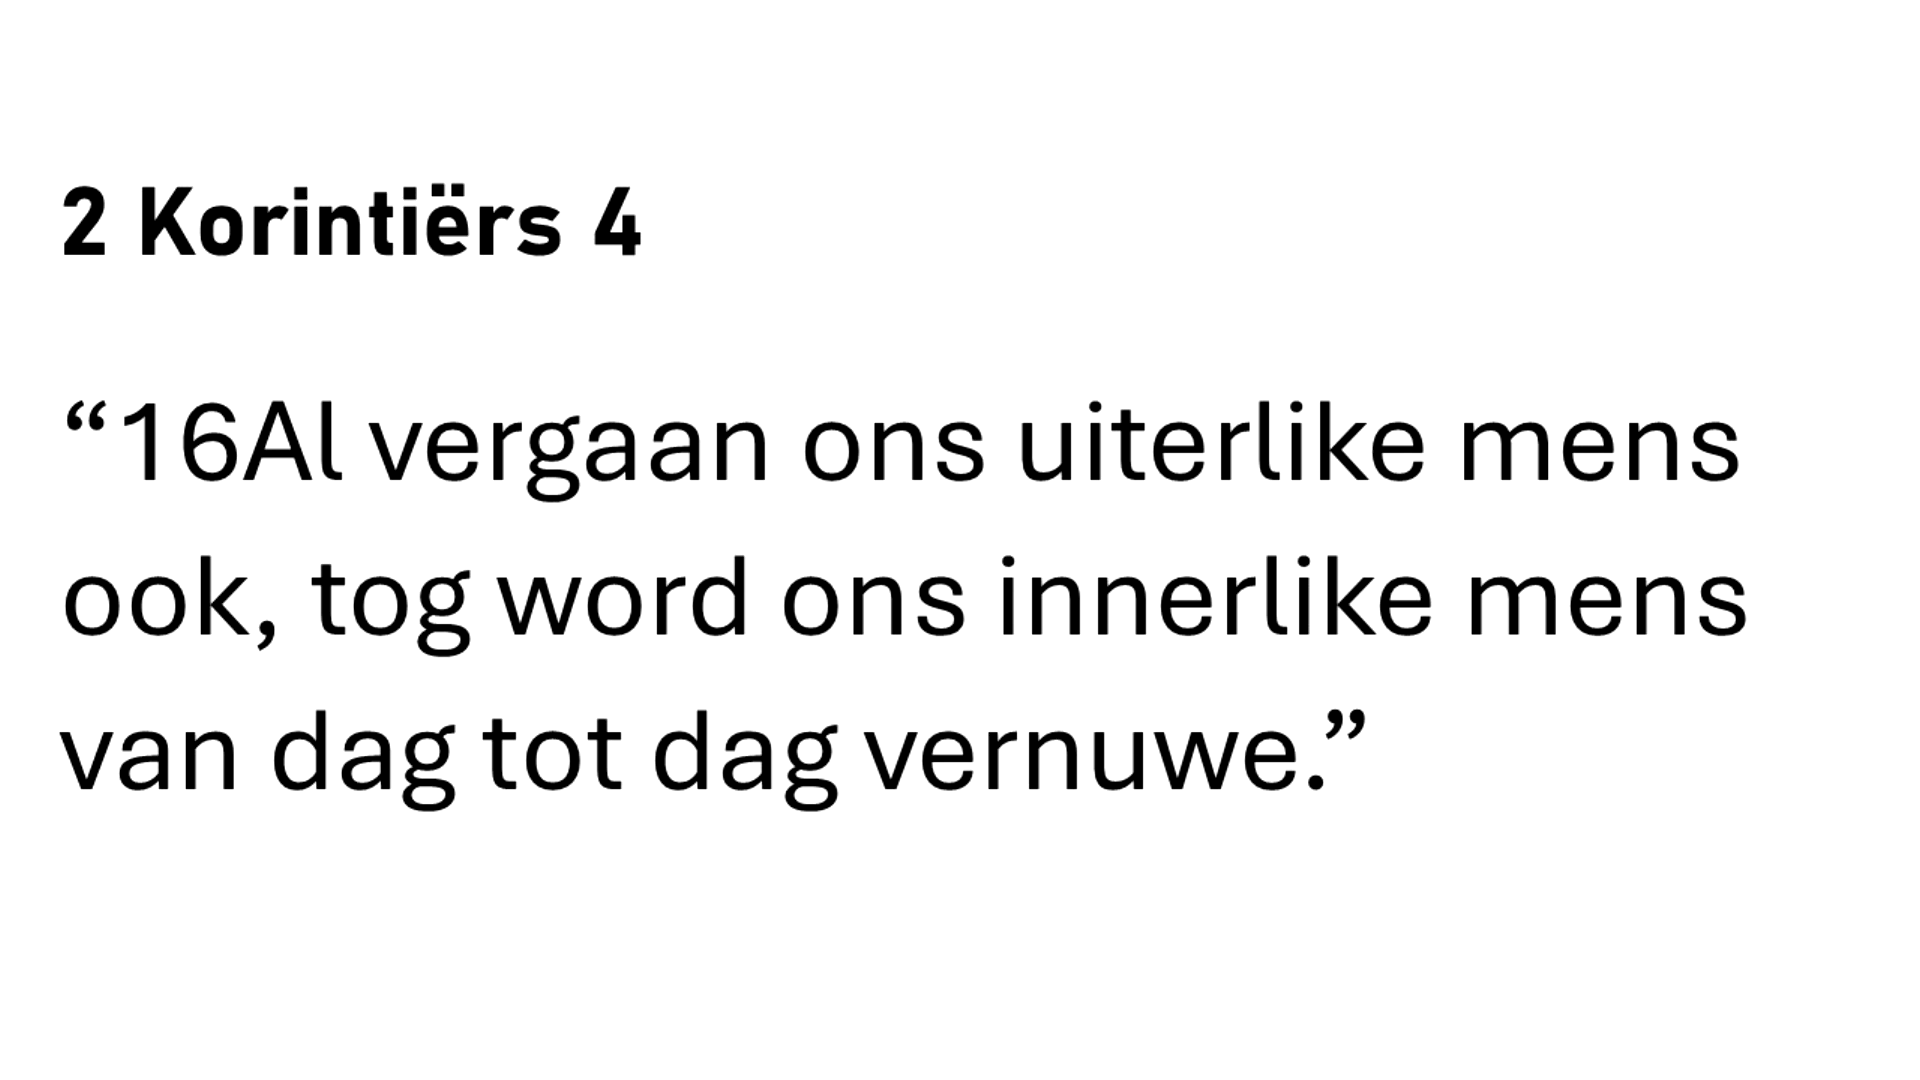 2 Korintiërs 4
“16Al vergaan ons uiterlike mens
ook, tog word ons innerlike mens
van dag tot dag vernuwe.”